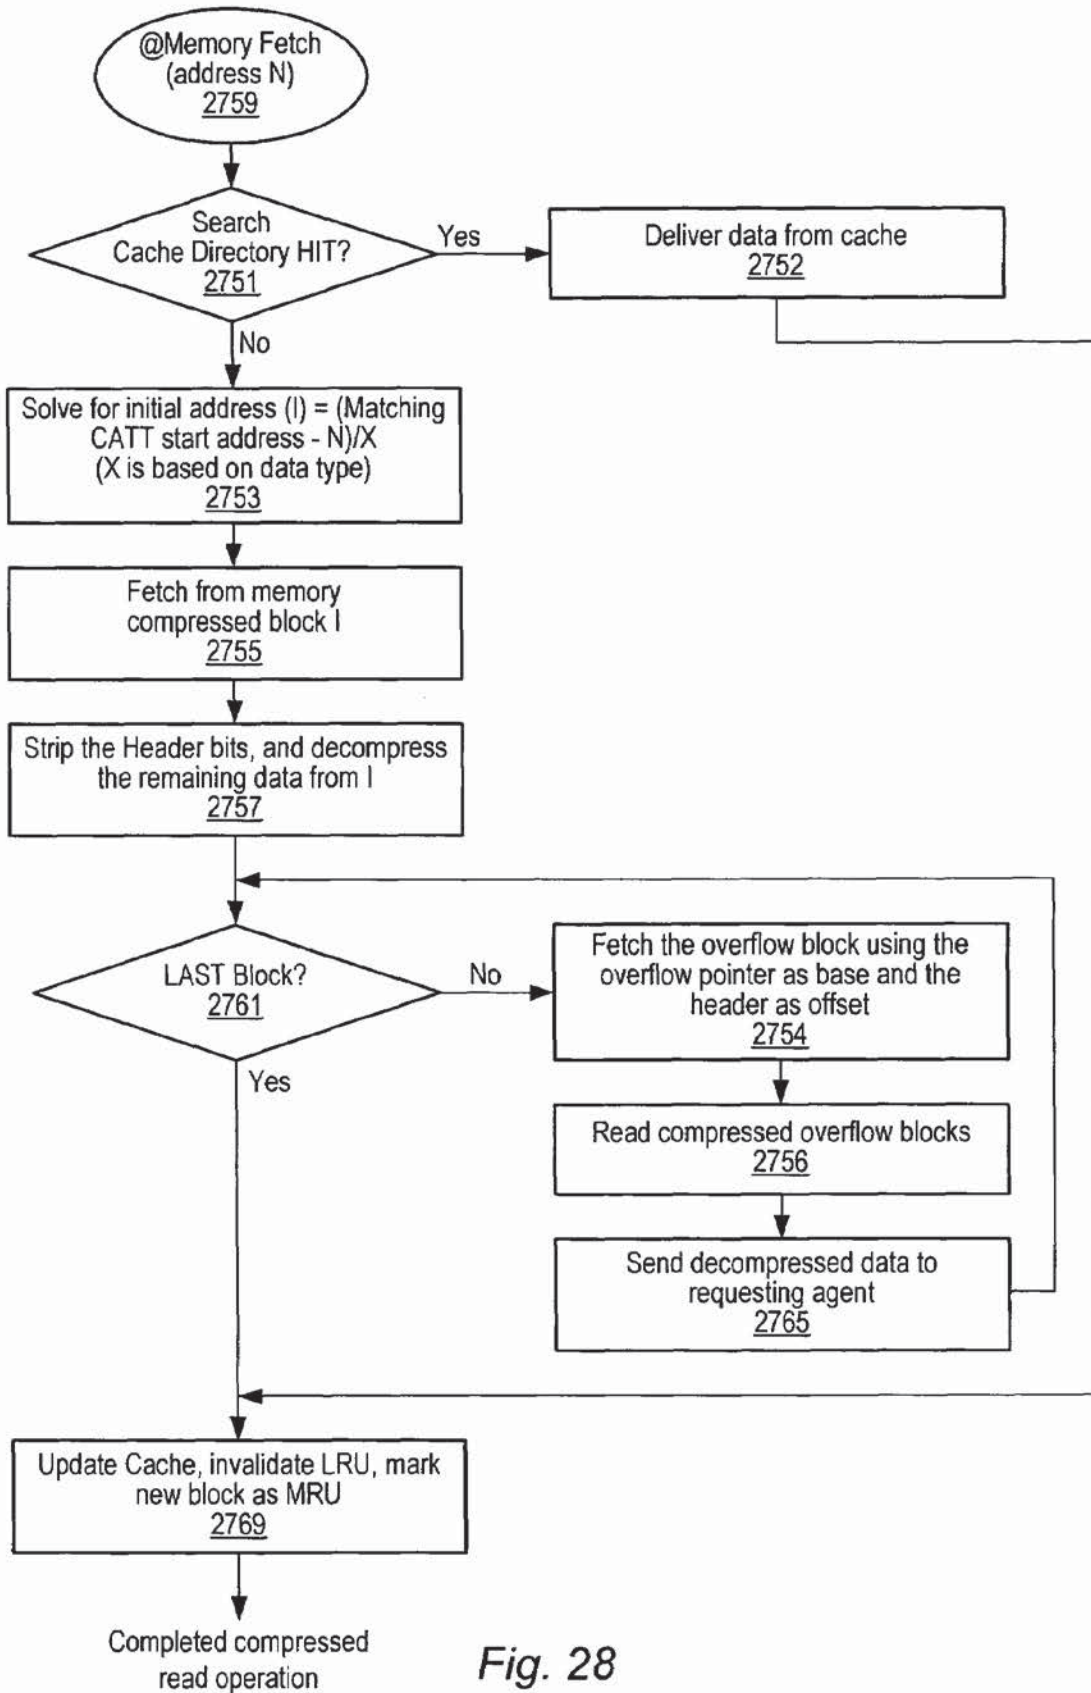 @Memory Fetch
(address N)
2759
Search
Cache Directory HIT?
2751
Yes
Deliver data from cache
2752
No
Solve for initial address (I) = (Matching
CATT start address - N)/X
(X is based on data type)
2753
Fetch from memory
compressed block I
2755
Strip the Header bits, and decompress
the remaining data from I
2757
LAST Block?
2761
No
Fetch the overflow block using the
overflow pointer as base and the
header as offset
2754
Yes
Read compressed overflow blocks
2756
Send decompressed data to
requesting agent
2765
Update Cache, invalidate LRU, mark
new block as MRU
2769
Completed compressed
read operation
Fig. 28